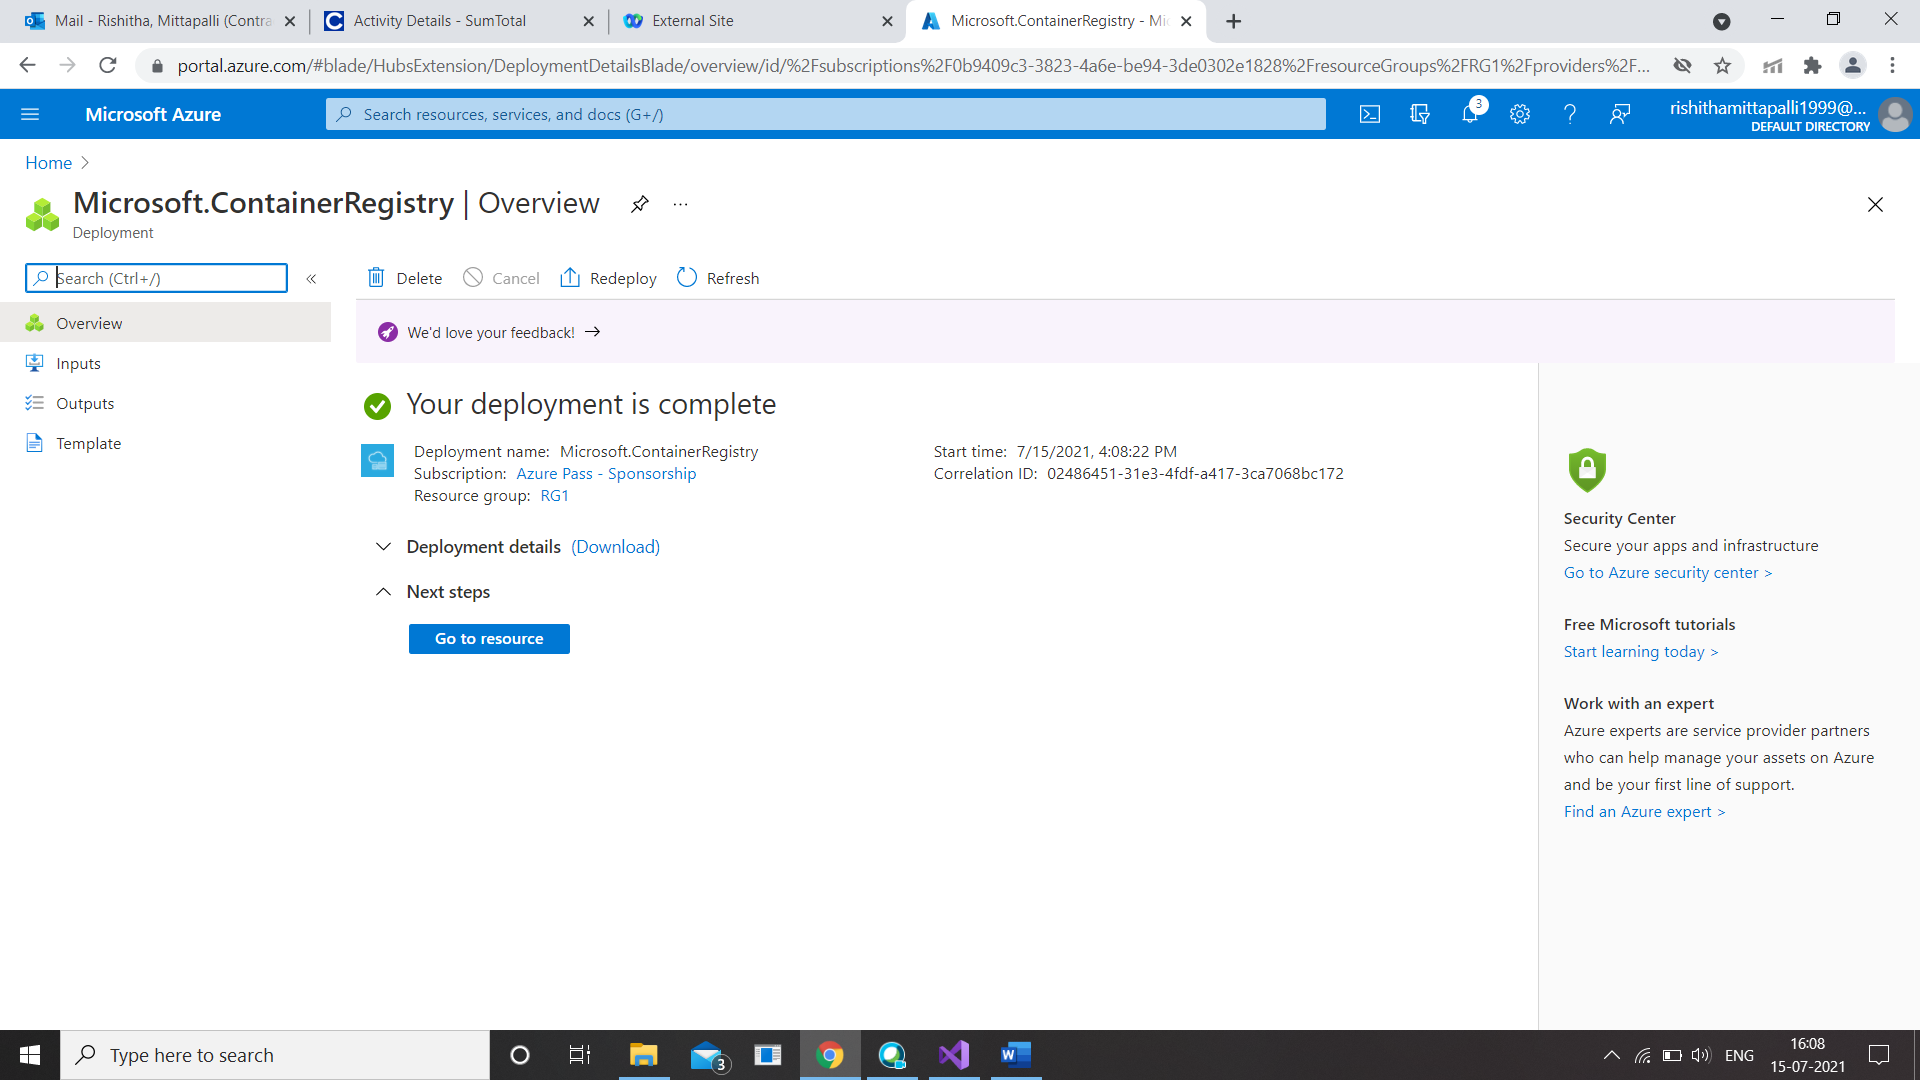 Mail - Rishitha, Mittapalli (Contra
Activity Details - SumTotal
External Site
Microsoft.ContainerRegistry - Mic
portal.azure.com/#blade/HubsExtension/DeploymentDetailsBlade/overview/id/%2Fsubscriptions%2F0b9409c3-3823-4a6e-be94-3de0302e1828%2FresourceGroups%2FRG1%2Fproviders%2F...
Microsoft Azure
Search resources, services, and docs (G+/)
3
rishithamittapalli1999@...
DEFAULT DIRECTORY
Home
Microsoft.ContainerRegistry | Overview
Deployment
Search (Ctrl+/)
Delete
Cancel
Redeploy
Refresh
Overview
Inputs
Outputs
Template
We'd love your feedback! →
Your deployment is complete
Deployment name: Microsoft.ContainerRegistry
Subscription: Azure Pass - Sponsorship
Resource group: RG1
Start time: 7/15/2021, 4:08:22 PM
Correlation ID: 02486451-31e3-4fdf-a417-3ca7068bc172
Deployment details (Download)
Next steps
Go to resource
Security Center
Secure your apps and infrastructure
Go to Azure security center >
Free Microsoft tutorials
Start learning today >
Work with an expert
Azure experts are service provider partners
who can help manage your assets on Azure
and be your first line of support.
Find an Azure expert >
Type here to search
3
ENG
16:08
15-07-2021